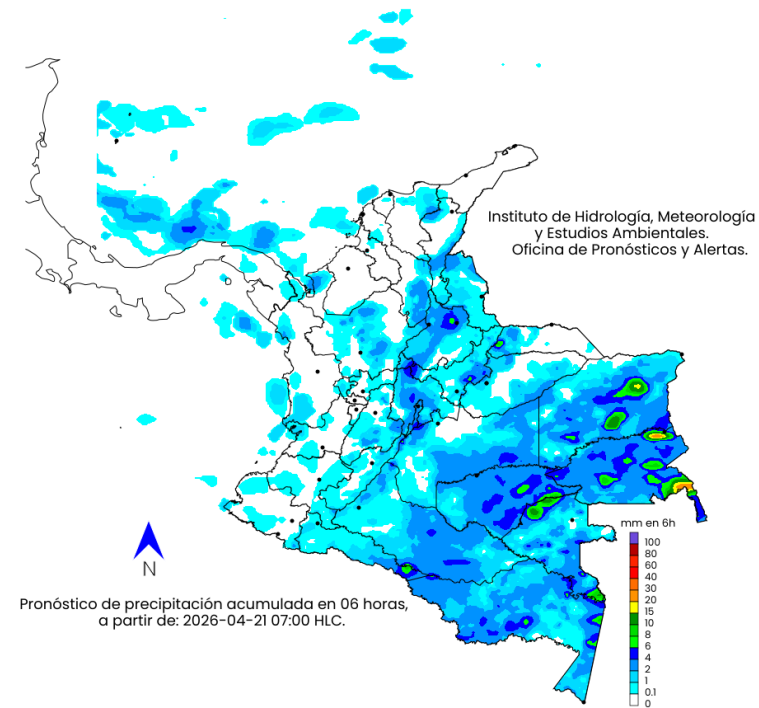 Instituto de Hidrología, Meteorología
y Estudios Ambientales.
Oficina de Pronósticos y Alertas.
N
Pronóstico de precipitación acumulada en 06 horas,
a partir de: 2026-04-21 07:00 HLC.
mm en 6h
100
80
60
40
30
20
15
10
8
6
4
2
1
0.1
0